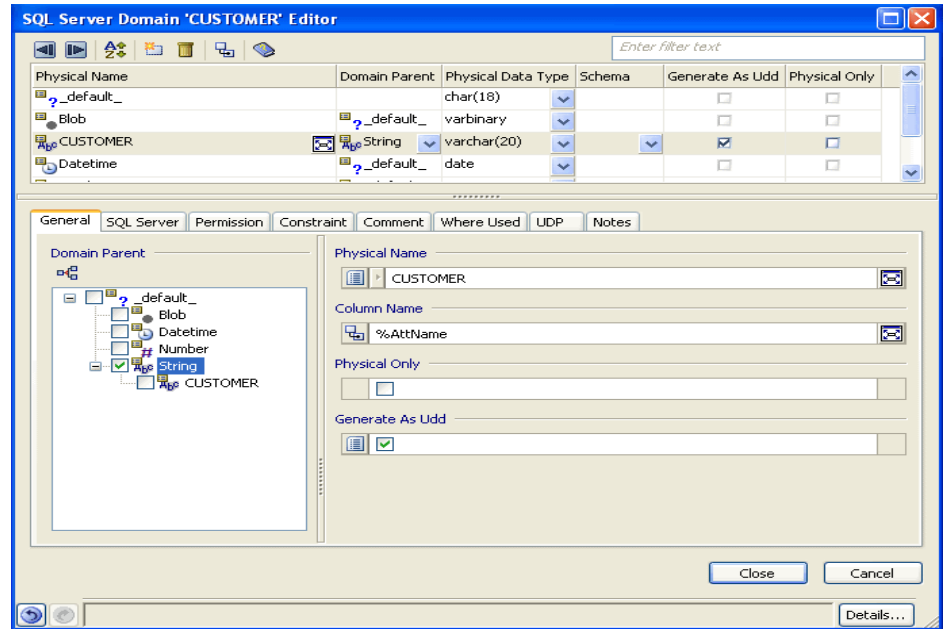 SQL Server Domain 'CUSTOMER' Editor
Enter filter text
Physical Name Domain Parent Physical Data Type Schema Generate As Udd Physical Only
_default_ char(18)
Blob _default_ varbinary
CUSTOMER String varchar(20)
Datetime _default_ date
General SQL Server Permission Constraint Comment Where Used UDP Notes
Domain Parent
_default_
Blob
Datetime
Number
String
CUSTOMER
Physical Name
CUSTOMER
Column Name
%AttName
Physical Only
Generate As Udd
Close Cancel
Details...